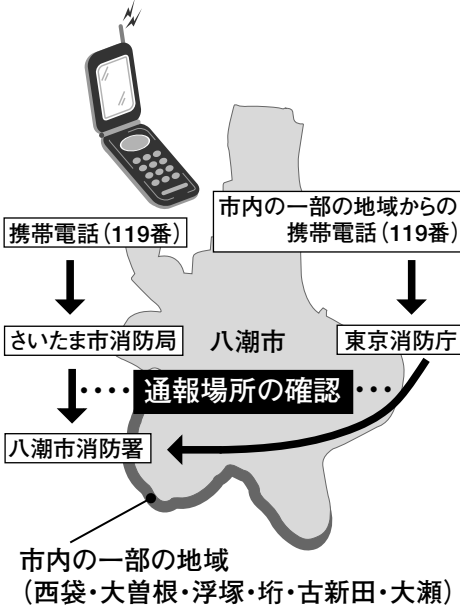 市内の一部の地域からの
携帯電話（119番）
携帯電話（119番）
さいたま市消防局
八潮市
東京消防庁
通報場所の確認
八潮市消防署
市内の一部の地域
（西袋・大曽根・浮塚・垳・古新田・大瀬）